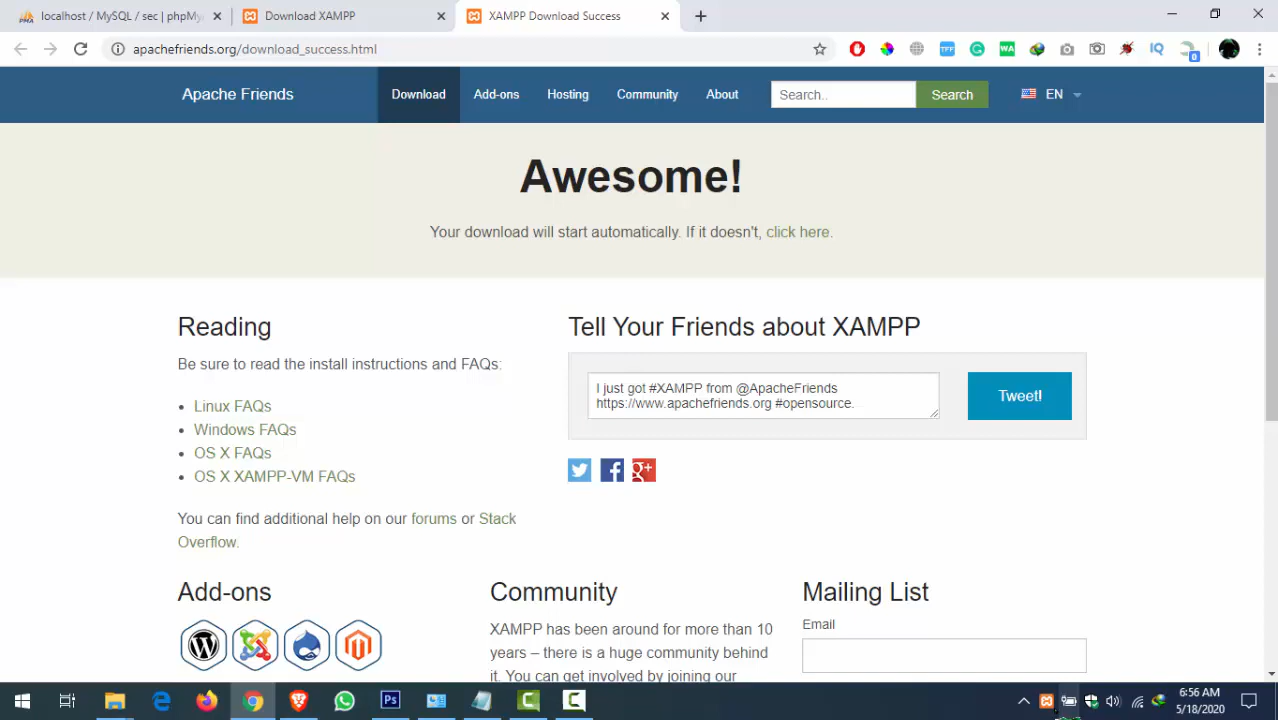 localhost / MySQL / sec | phpMy
Download XAMPP
XAMPP Download Success
apachefriends.org/download_success.html
TFF
WA
IQ
0
Apache Friends
Download
Add-ons
Hosting
Community
About
Search..
Search
EN
Awesome!
Your download will start automatically. If it doesn't, click here.
Reading
Be sure to read the install instructions and FAQs:
• Linux FAQs
• Windows FAQs
• OS X FAQs
• OS X XAMPP-VM FAQs
You can find additional help on our forums or Stack
Overflow.
Tell Your Friends about XAMPP
I just got #XAMPP from @ApacheFriends
https://www.apachefriends.org #opensource.
Tweet!
Add-ons
Community
XAMPP has been around for more than 10
years – there is a huge community behind
it. You can get involved by joining our
Mailing List
Email
Ps
6:56 AM
5/18/2020